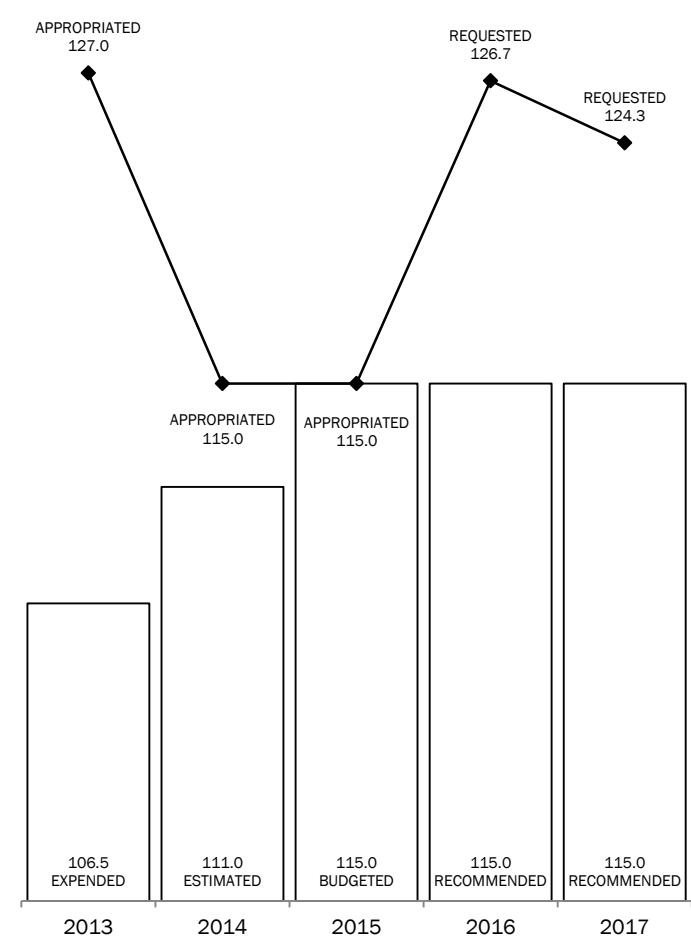 APPROPRIATED
127.0
REQUESTED
126.7
REQUESTED
124.3
APPROPRIATED
115.0
APPROPRIATED
115.0
106.5
EXPENDED
111.0
ESTIMATED
115.0
BUDGETED
115.0
RECOMMENDED
115.0
RECOMMENDED
2013
2014
2015
2016
2017